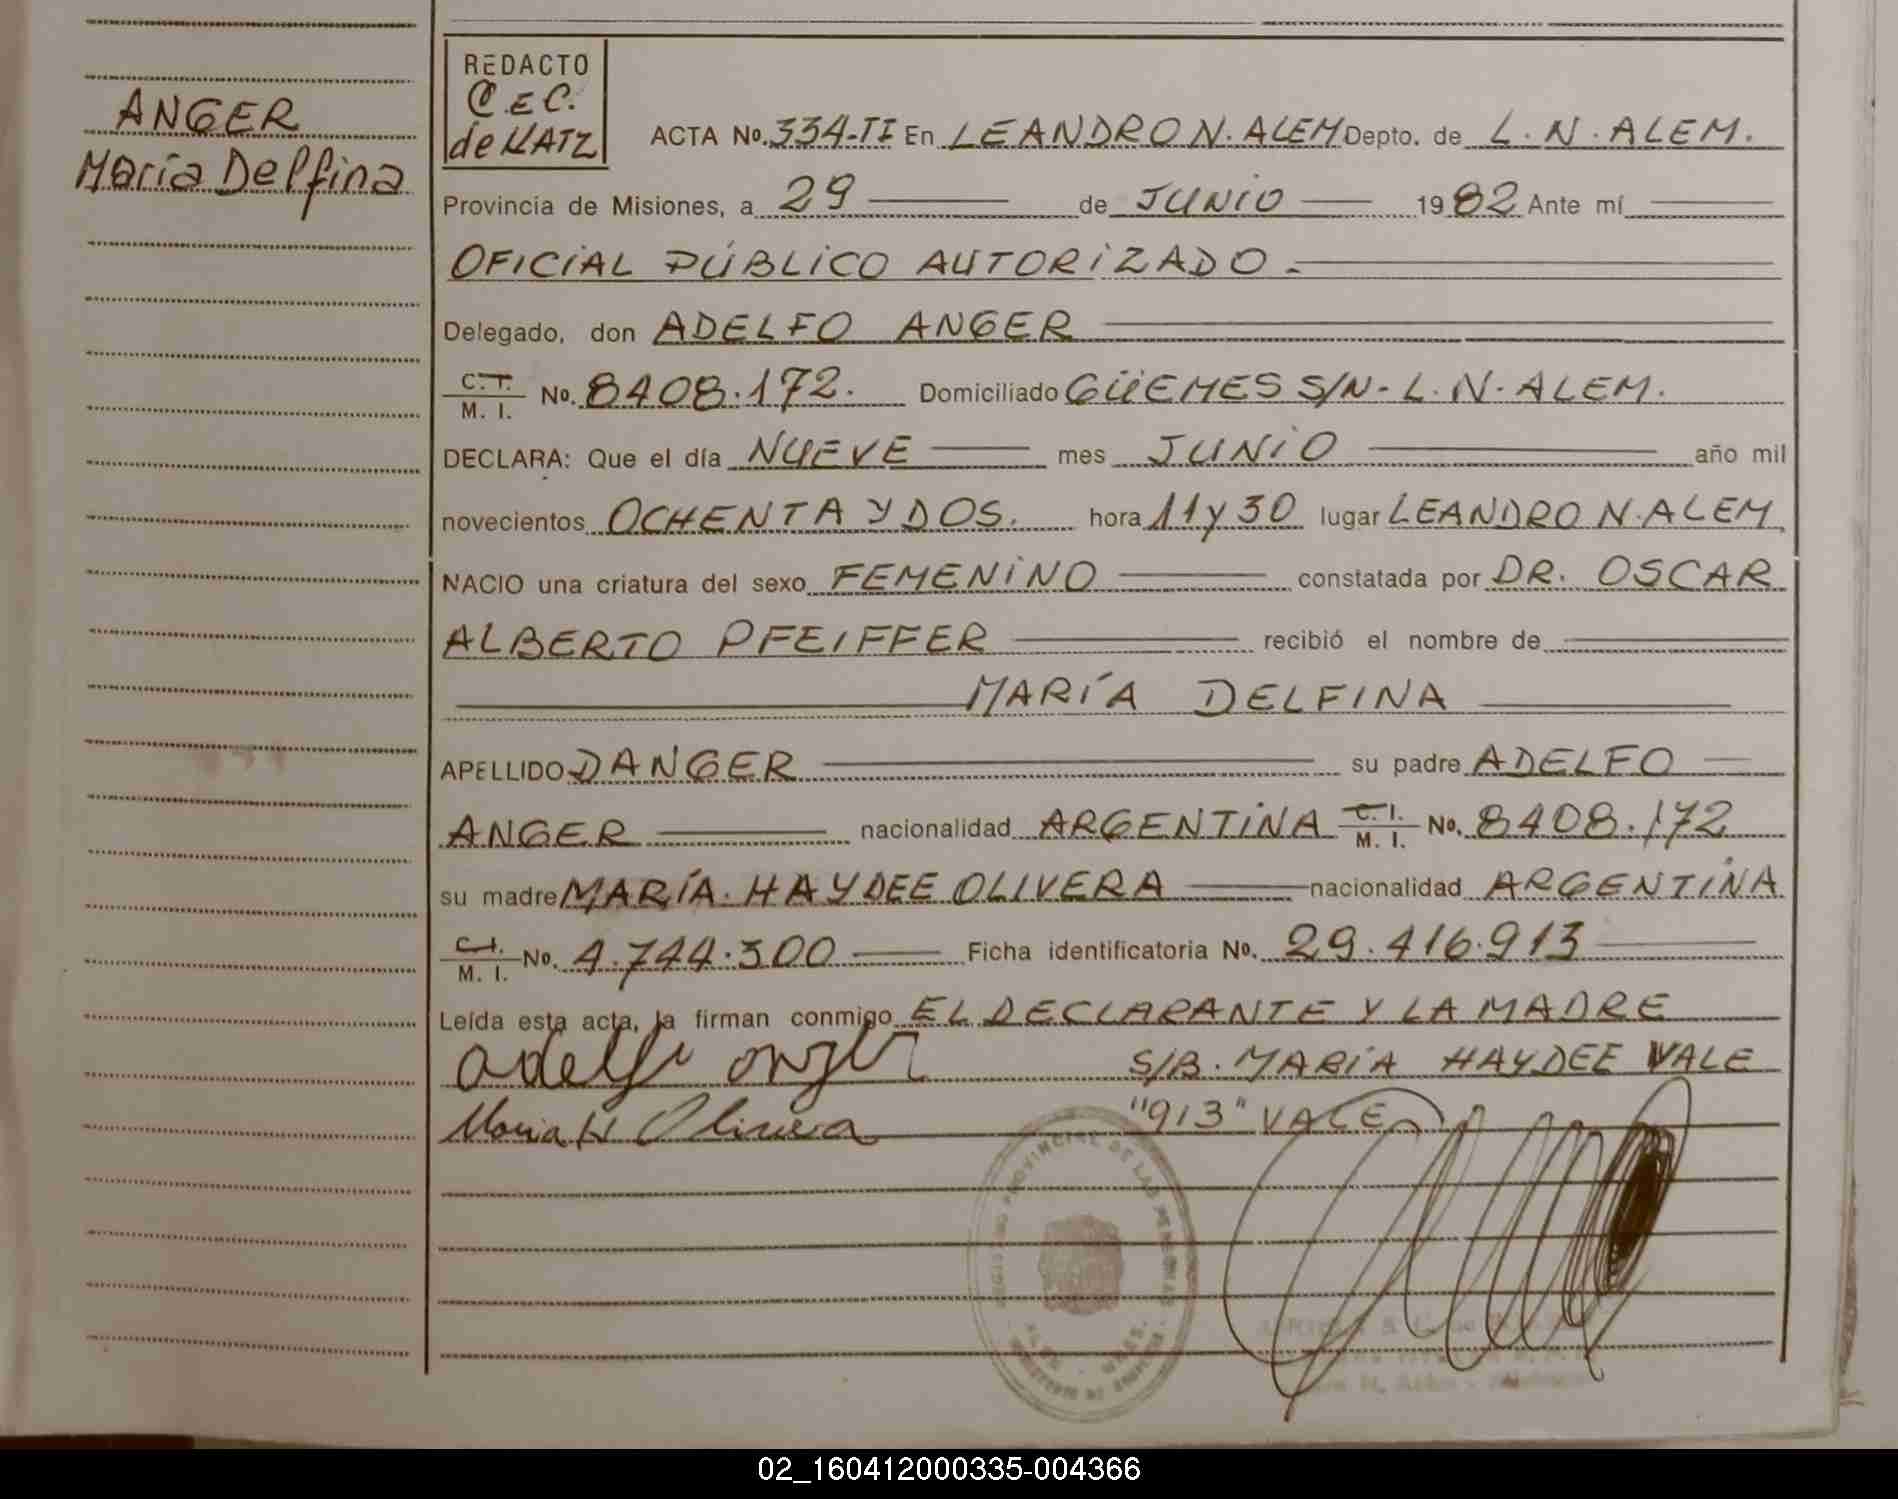 ANGER
María Delfina
REDACTO
C. E C.
de KATZ
ACTA No. 334-TI En LEANDRO N. ALEM Depto. de L. N. ALEM.
Provincia de Misiones, a 29 de JUNIO 1982 Ante mí
OFICIAL PÚBLICO AUTORIZADO.
Delegado, don ADELFO ANGER
C. I.
M. I. No. 8408.172. Domiciliado GÜEMES S/N - L. N. ALEM.
DECLARA: Que el día NUEVE mes JUNIO año mil
novecientos OCHENTA Y DOS. hora 11 y 30 lugar LEANDRO N. ALEM,
NACIO una criatura del sexo FEMENINO constatada por DR. OSCAR
ALBERTO PFEIFFER recibió el nombre de
MARÍA DELFINA
APELLIDO DANGER su padre ADELFO
ANGER nacionalidad ARGENTINA C. I. M. I. No. 8408.172
su madre MARÍA HAYDEE OLIVERA nacionalidad ARGENTINA
C. I.
M. I. No. 4.744.300 Ficha identificatoria No. 29.416.913
Leída esta acta, la firman conmigo EL DECLARANTE Y LA MADRE
S/B. MARIA HAYDEE VALE
Maria H Olivera "913" VALE
02_160412000335-004366